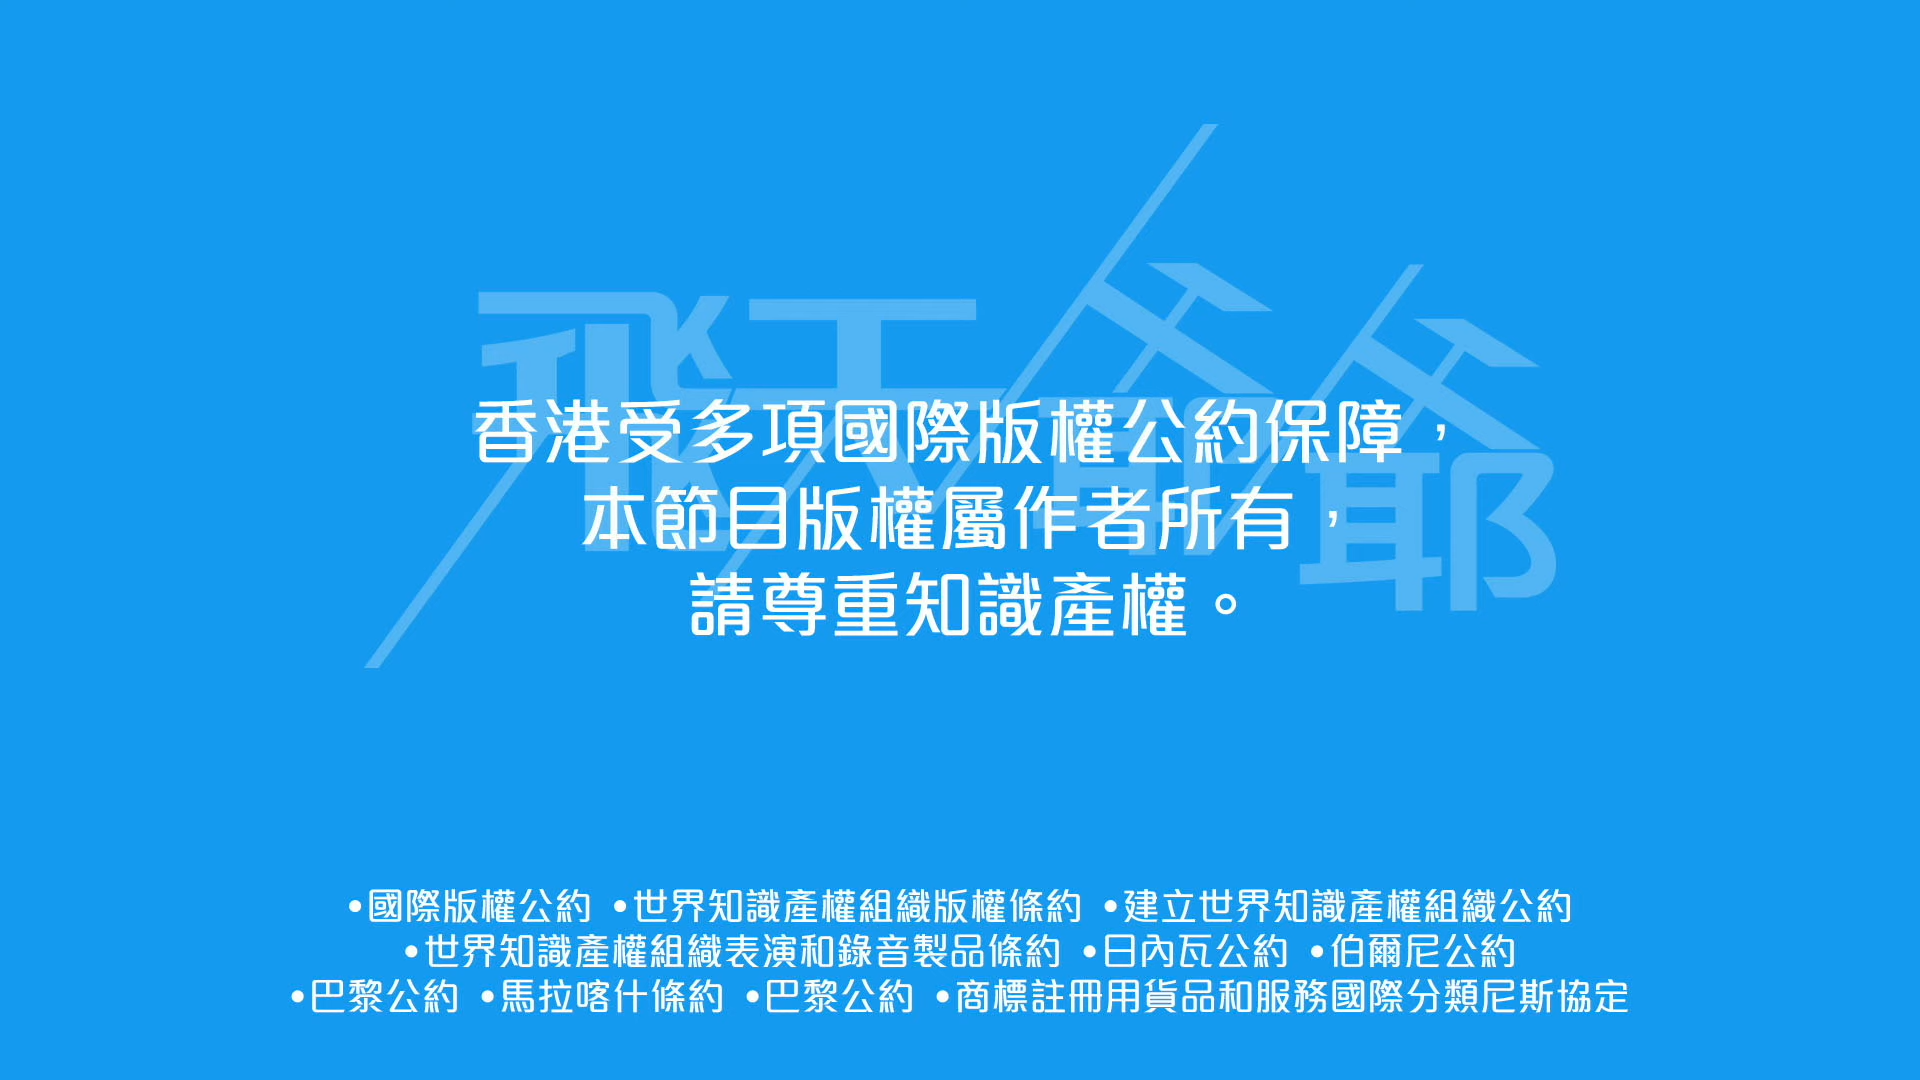 飛天爺爺
香港受多項國際版權公約保障，
本節目版權屬作者所有，
請尊重知識產權。
•國際版權公約 •世界知識產權組織版權條約 •建立世界知識產權組織公約
•世界知識產權組織表演和錄音製品條約 •日內瓦公約 •伯爾尼公約
•巴黎公約 •馬拉喀什條約 •巴黎公約 •商標註冊用貨品和服務國際分類尼斯協定